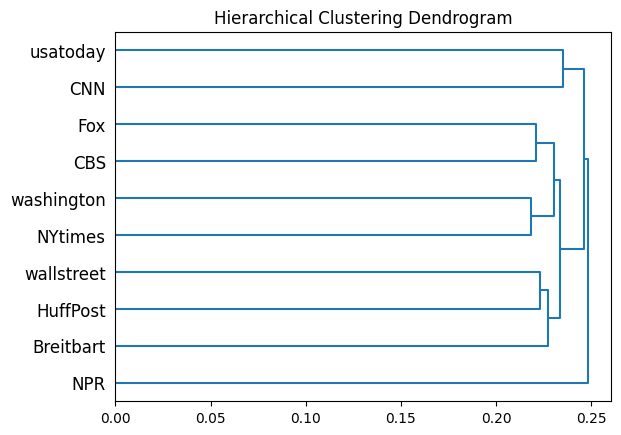 Hierarchical Clustering Dendrogram
usatoday
CNN
Fox
CBS
washington
NYtimes
wallstreet
HuffPost
Breitbart
NPR
0.00 0.05 0.10 0.15 0.20 0.25